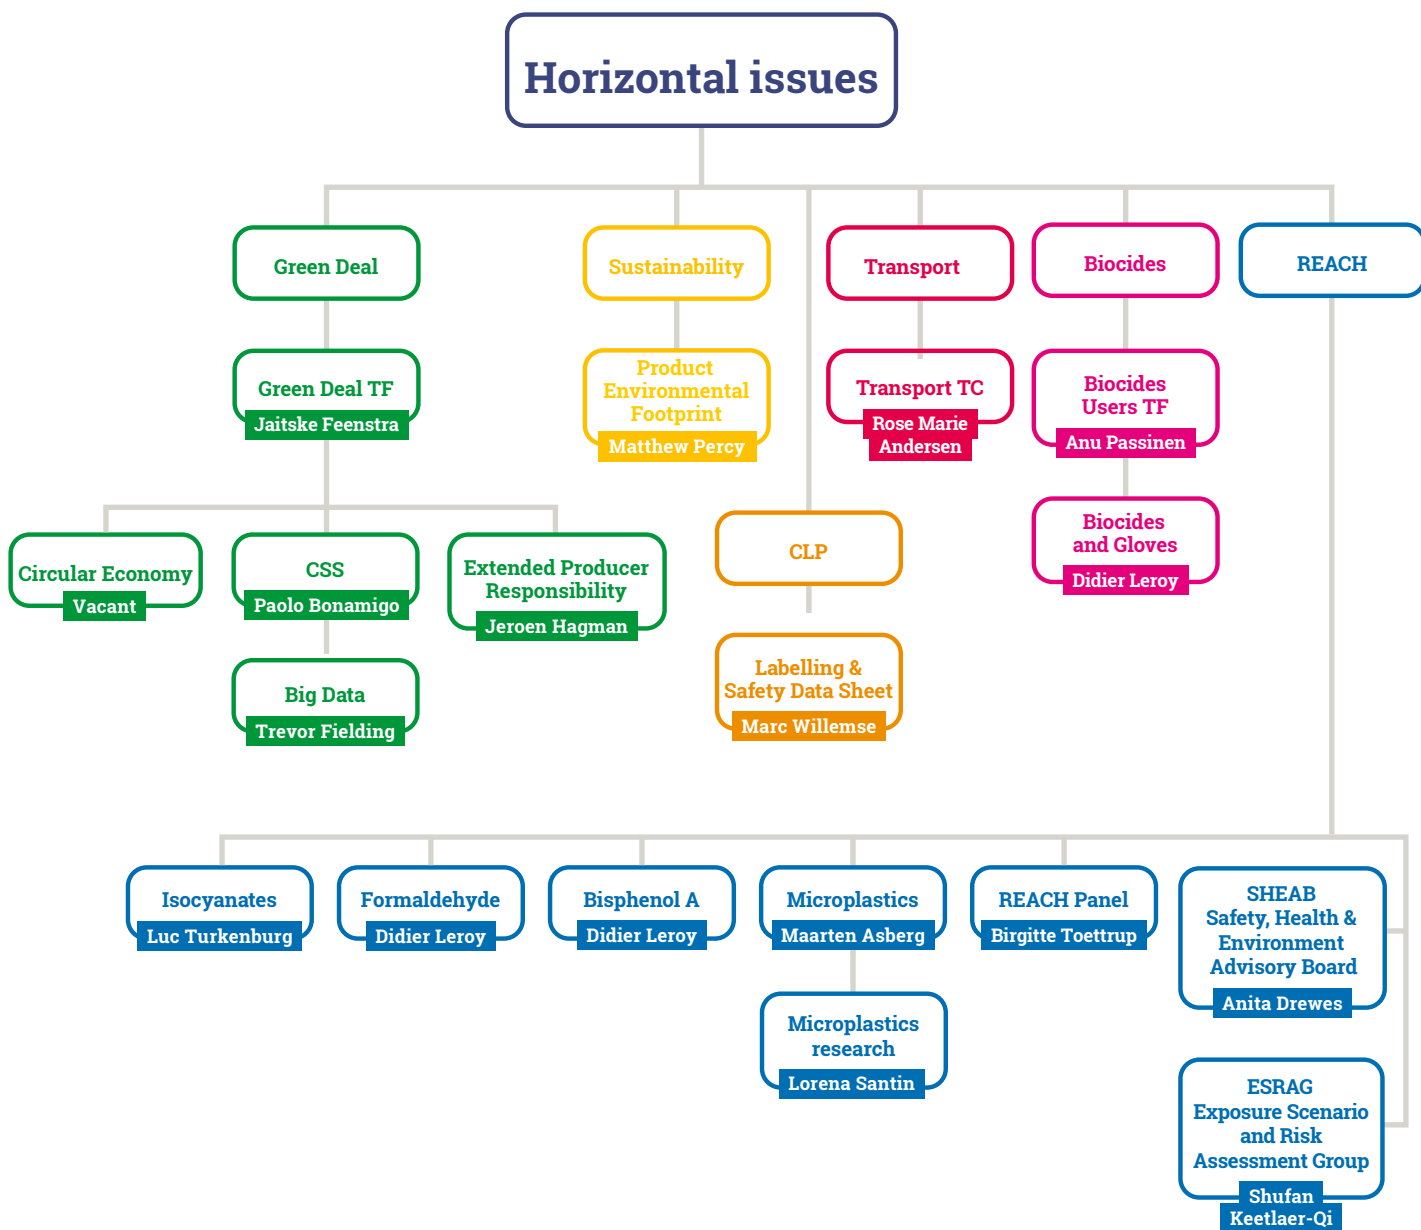 Horizontal issues
Green Deal
Sustainability
Transport
Biocides
REACH
Green Deal TF
Jaitske Feenstra
Product
Environmental
Footprint
Matthew Percy
Transport TC
Rose Marie
Andersen
Biocides
Users TF
Anu Passinen
Circular Economy
Vacant
CSS
Paolo Bonamigo
Extended Producer
Responsibility
Jeroen Hagman
CLP
Biocides
and Gloves
Didier Leroy
Big Data
Trevor Fielding
Labelling &
Safety Data Sheet
Marc Willemse
Isocyanates
Luc Turkenburg
Formaldehyde
Didier Leroy
Bisphenol A
Didier Leroy
Microplastics
Maarten Asberg
REACH Panel
Birgitte Toettrup
SHEAB
Safety, Health &
Environment
Advisory Board
Anita Drewes
Microplastics
research
Lorena Santin
ESRAG
Exposure Scenario
and Risk
Assessment Group
Shufan
Keetlaer-Qi